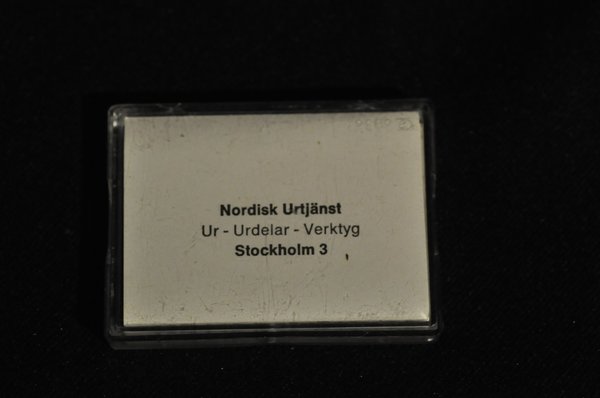 Nordisk Urtjänst
Ur - Urdelar - Verktyg
Stockholm 3